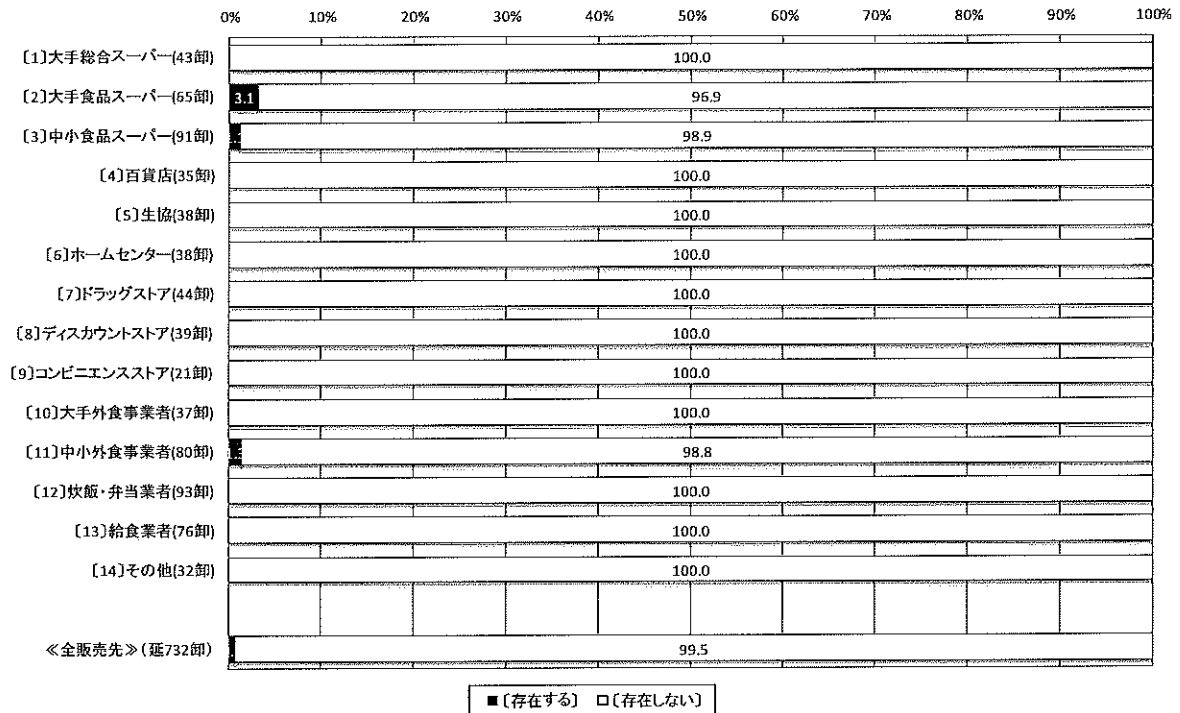 0% 10% 20% 30% 40% 50% 60% 70% 80% 90% 100%
〔1〕大手総合スーパー(43卸) 100.0
〔2〕大手食品スーパー(65卸) 3.1 96.9
〔3〕中小食品スーパー(91卸) 98.9
〔4〕百貨店(35卸) 100.0
〔5〕生協(38卸) 100.0
〔6〕ホームセンター(38卸) 100.0
〔7〕ドラッグストア(44卸) 100.0
〔8〕ディスカウントストア(39卸) 100.0
〔9〕コンビニエンスストア(21卸) 100.0
〔10〕大手外食事業者(37卸) 100.0
〔11〕中小外食事業者(80卸) 98.8
〔12〕炊飯・弁当業者(93卸) 100.0
〔13〕給食業者(76卸) 100.0
〔14〕その他(32卸) 100.0
≪全販売先≫(延732卸) 99.5
■〔存在する〕 □〔存在しない〕